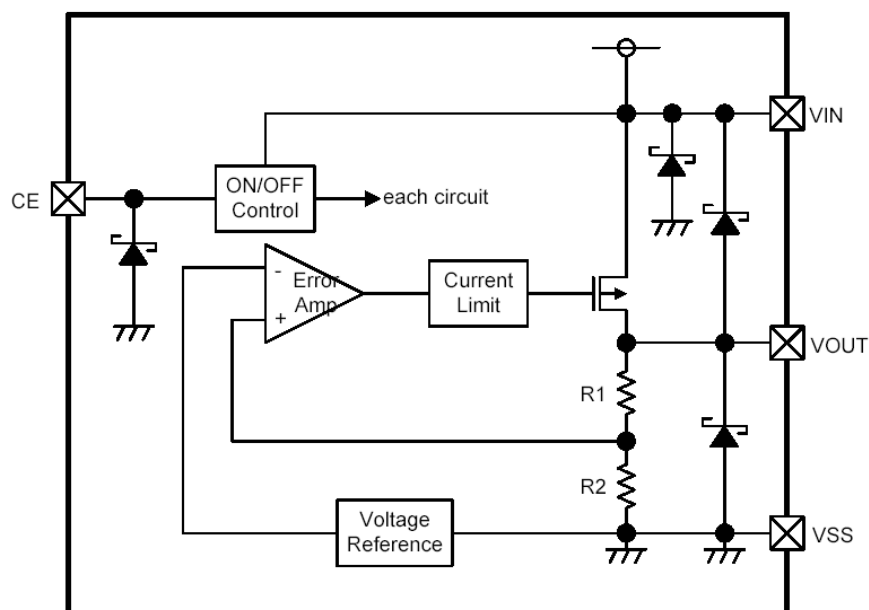 VIN
CE
ON/OFF
Control
each circuit
-
Error
Amp
+
Current
Limit
VOUT
R1
R2
Voltage
Reference
VSS